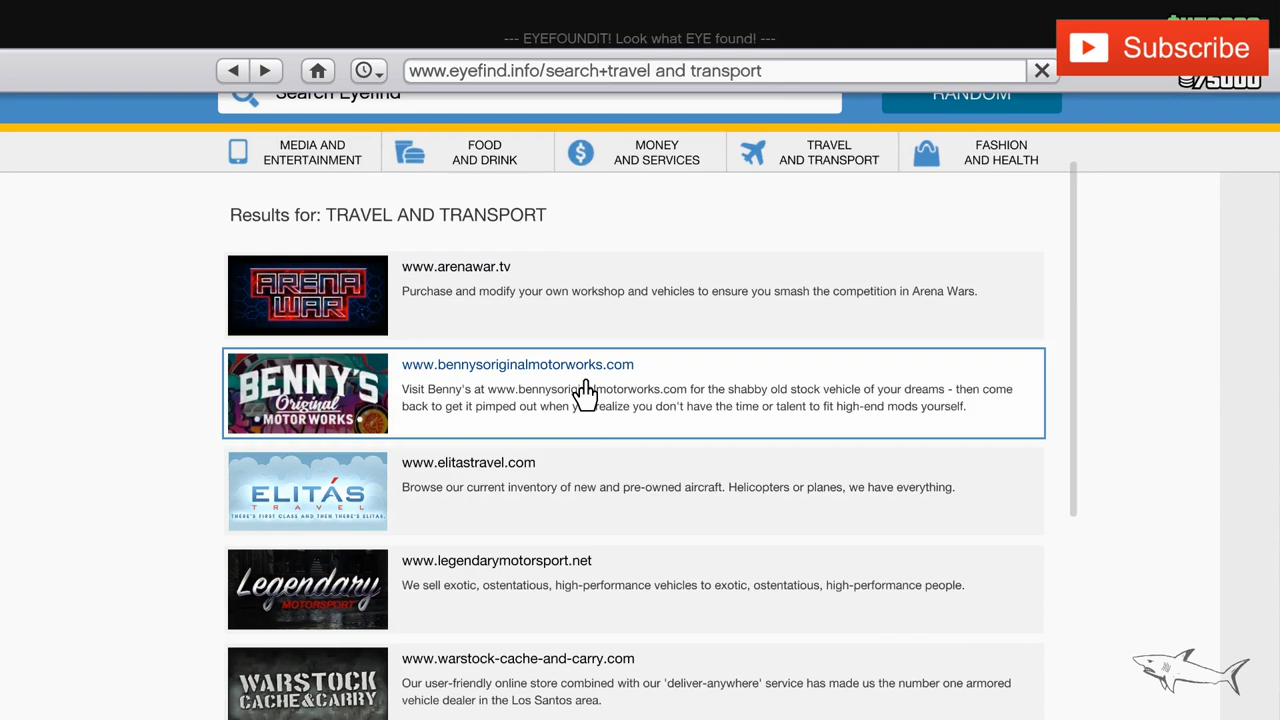 --- EYEFOUNDIT! Look what EYE found! ---
Subscribe
www.eyefind.info/search+travel and transport
/5000
Search Eyefind
RANDOM
MEDIA AND
ENTERTAINMENT
FOOD
AND DRINK
MONEY
AND SERVICES
TRAVEL
AND TRANSPORT
FASHION
AND HEALTH
Results for: TRAVEL AND TRANSPORT
ARENA
WAR
www.arenawar.tv
Purchase and modify your own workshop and vehicles to ensure you smash the competition in Arena Wars.
BENNY'S
Original
MOTOR WORKS
www.bennysoriginalmotorworks.com
Visit Benny's at www.bennysoriginalmotorworks.com for the shabby old stock vehicle of your dreams - then come
back to get it pimped out when you realize you don't have the time or talent to fit high-end mods yourself.
ELITÁS
TRAVEL
THERE'S FIRST CLASS AND THEN THERE'S ELITAS.
www.elitastravel.com
Browse our current inventory of new and pre-owned aircraft. Helicopters or planes, we have everything.
Legendary
MOTORSPORT
www.legendarymotorsport.net
We sell exotic, ostentatious, high-performance vehicles to exotic, ostentatious, high-performance people.
WARSTOCK
CACHE & CARRY
www.warstock-cache-and-carry.com
Our user-friendly online store combined with our 'deliver-anywhere' service has made us the number one armored
vehicle dealer in the Los Santos area.